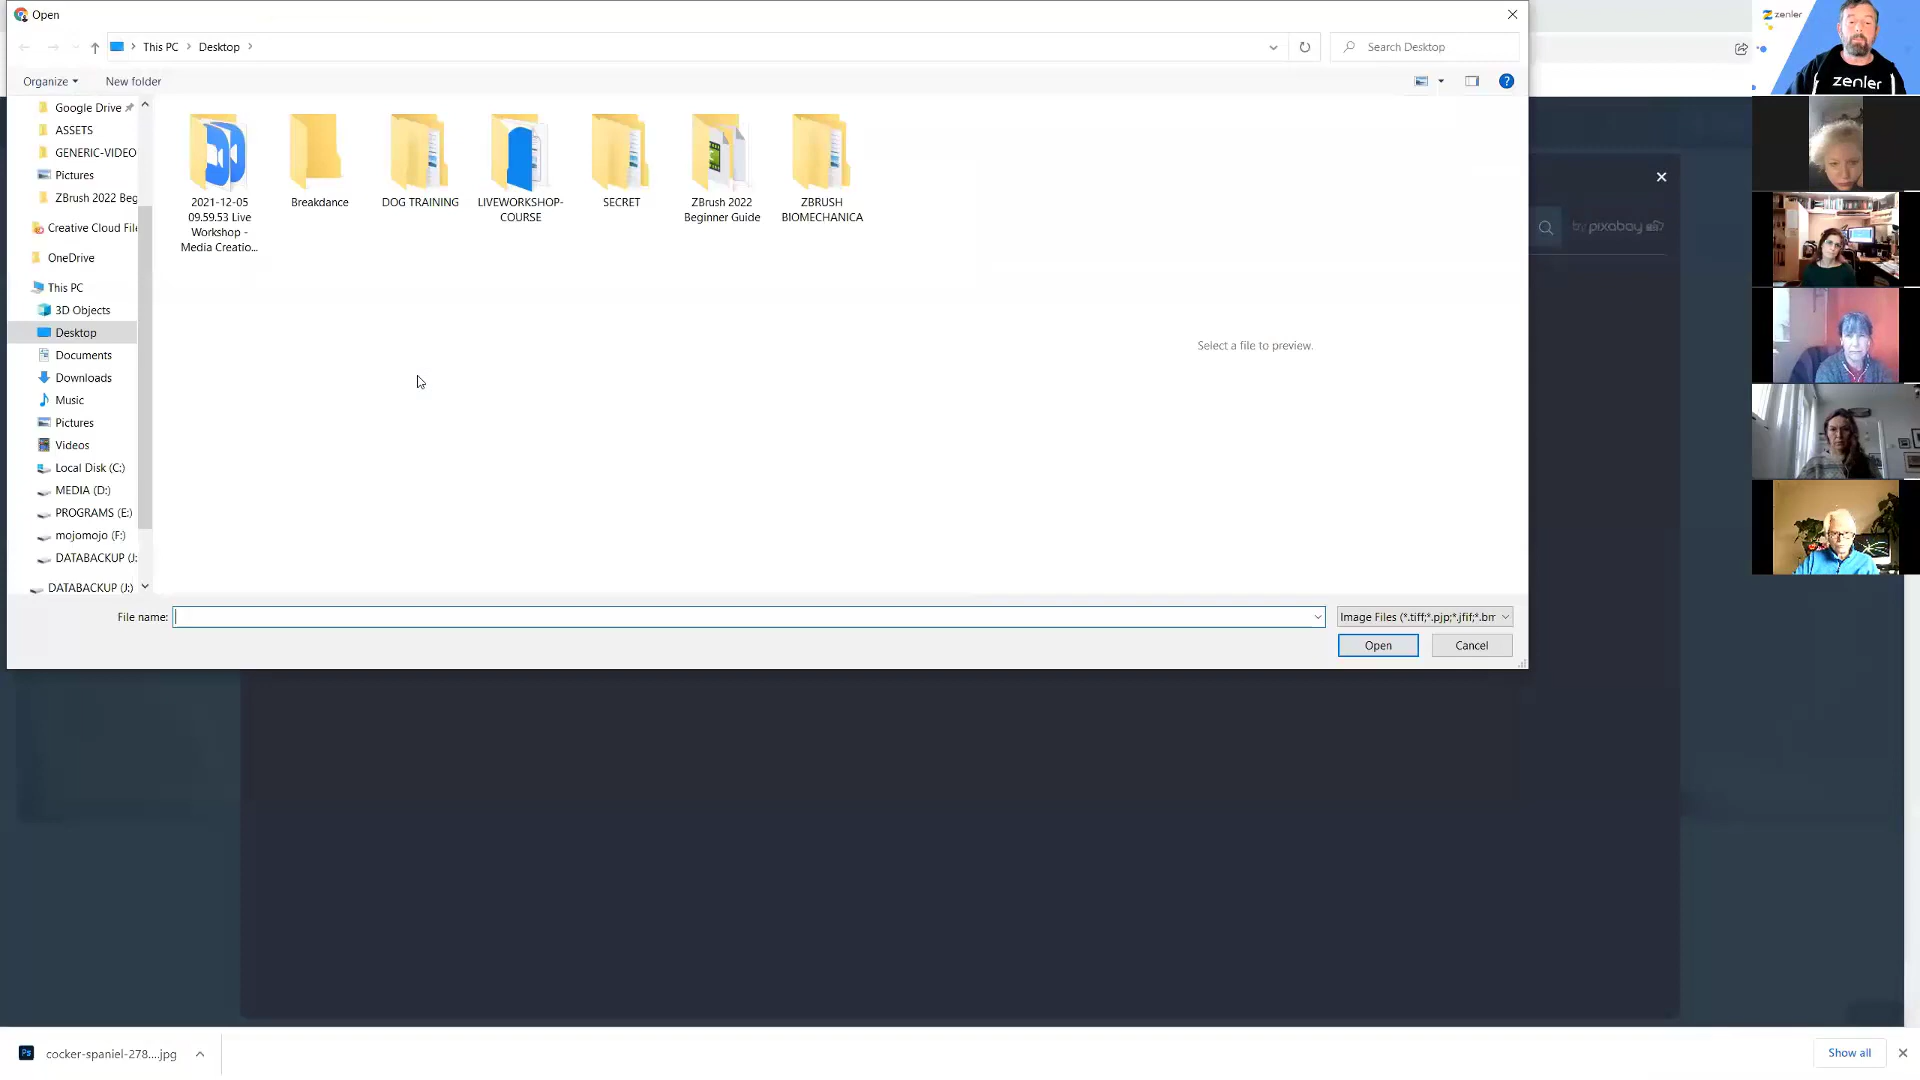 Open
This PC
Desktop
Search Desktop
Organize
New folder
Google Drive
ASSETS
GENERIC-VIDEO
Pictures
ZBrush 2022 Beg
Creative Cloud File
OneDrive
This PC
3D Objects
Desktop
Documents
Downloads
Music
Pictures
Videos
Local Disk (C:)
MEDIA (D:)
PROGRAMS (E:)
mojomojo (F:)
DATABACKUP (J:
DATABACKUP (J:)
2021-12-05
09.59.53 Live
Workshop -
Media Creatio...
Breakdance
DOG TRAINING
LIVEWORKSHOP-
COURSE
SECRET
ZBrush 2022
Beginner Guide
ZBRUSH
BIOMECHANICA
Select a file to preview.
File name:
Image Files (*.tiff;*.pjp;*.jfif;*.bm
Open
Cancel
by pixabay
zenler
zenler
Ps
cocker-spaniel-278....jpg
Show all